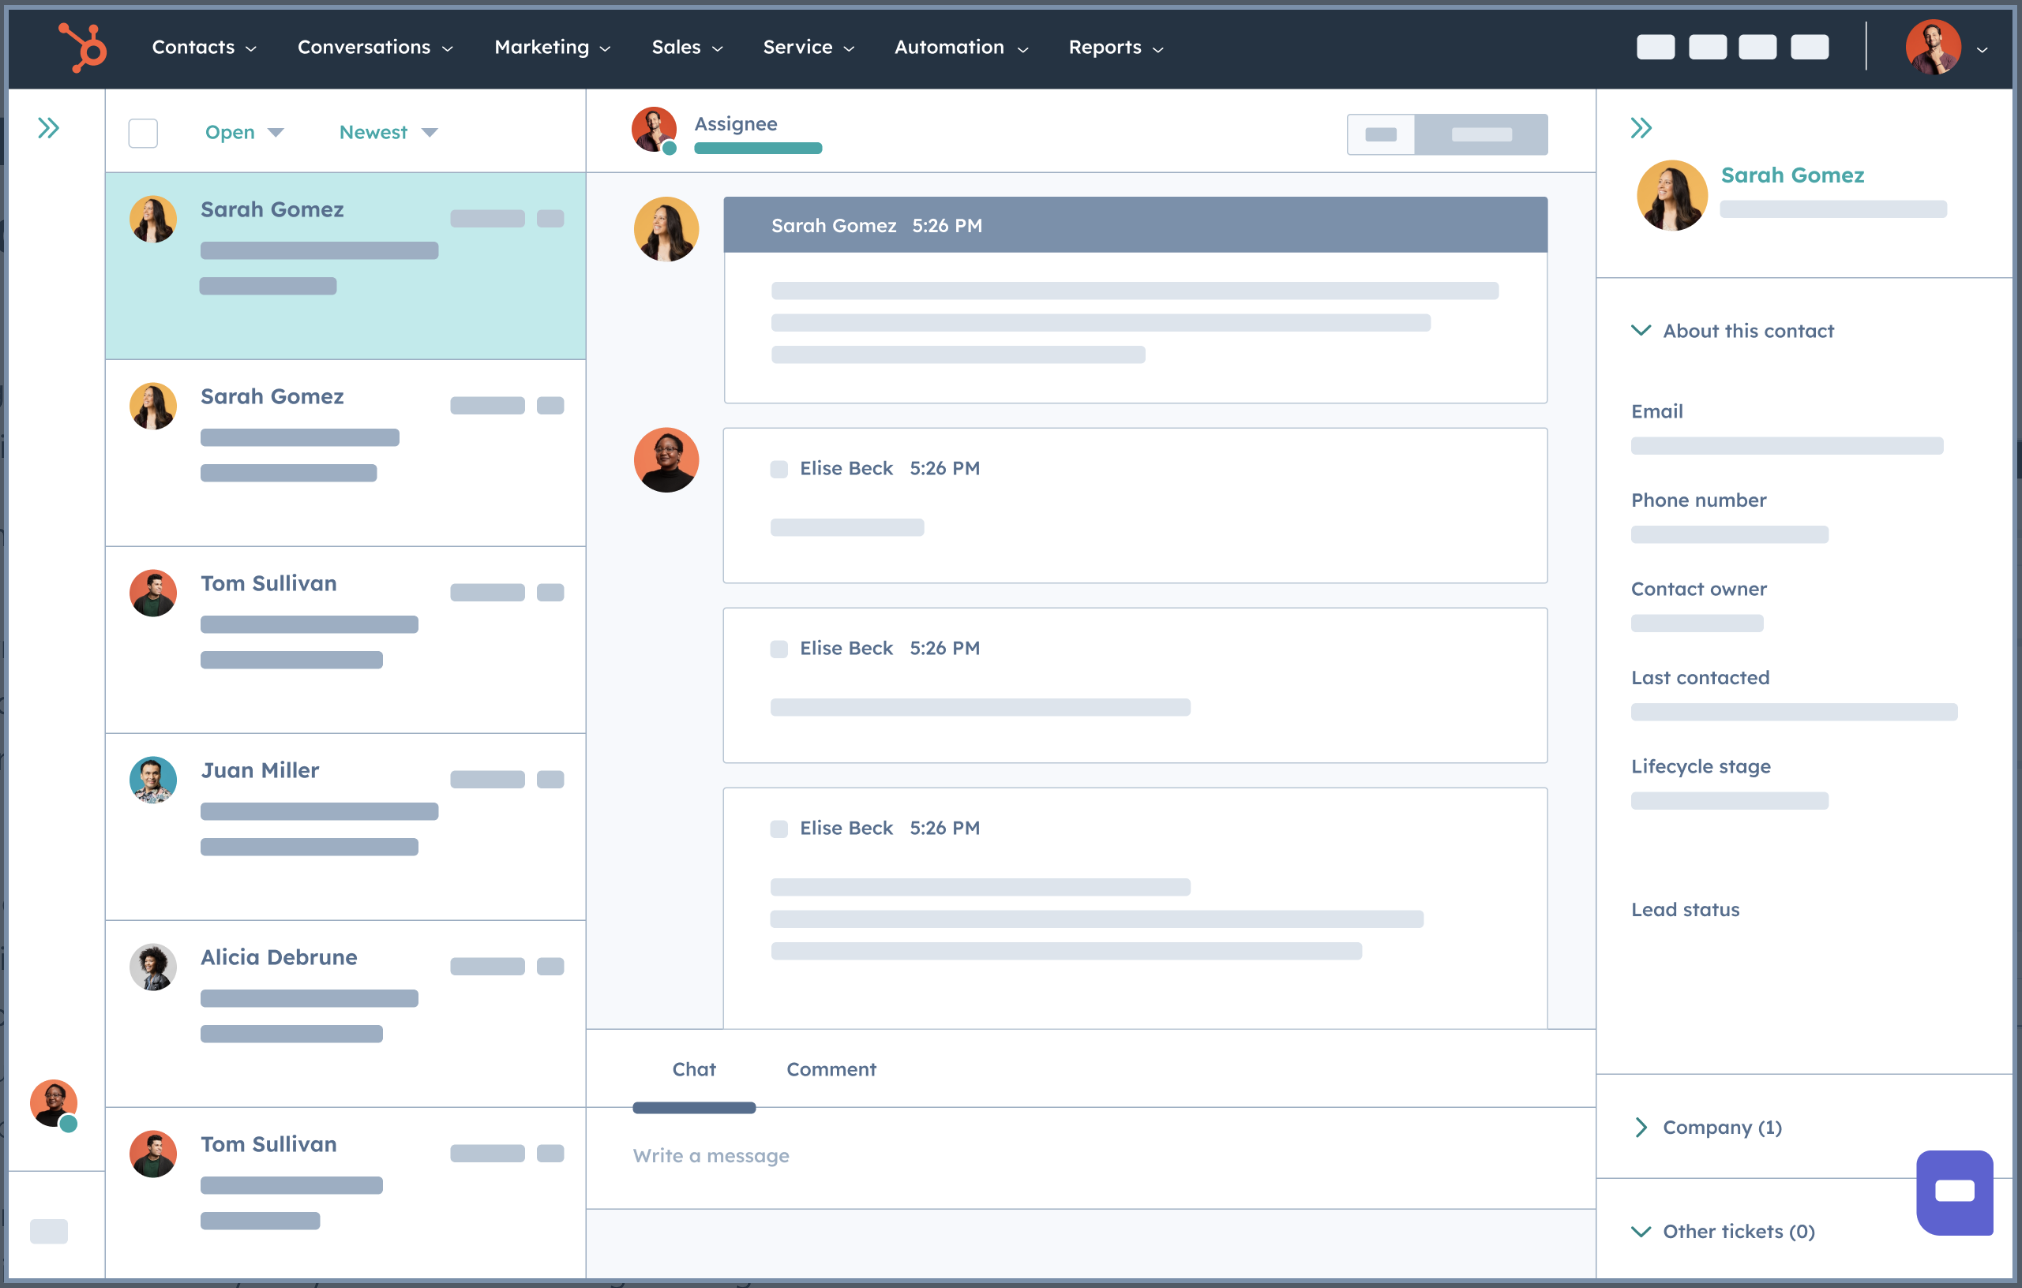 Contacts Conversations Marketing Sales Service Automation Reports
Open Newest
Sarah Gomez
Sarah Gomez
Tom Sullivan
Juan Miller
Alicia Debrune
Tom Sullivan
Assignee
Sarah Gomez 5:26 PM
Elise Beck 5:26 PM
Elise Beck 5:26 PM
Elise Beck 5:26 PM
Chat Comment
Write a message
Sarah Gomez
About this contact
Email
Phone number
Contact owner
Last contacted
Lifecycle stage
Lead status
Company (1)
Other tickets (0)